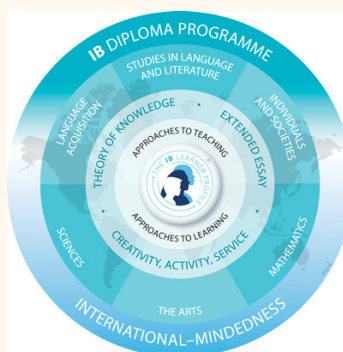 IB DIPLOMA PROGRAMME
STUDIES IN LANGUAGE
AND LITERATURE
LANGUAGE
ACQUISITION
INDIVIDUALS
AND SOCIETIES
THEORY OF KNOWLEDGE
•
EXTENDED ESSAY
APPROACHES TO TEACHING
THE IB LEARNER PROFILE
APPROACHES TO LEARNING
•
CREATIVITY, ACTIVITY, SERVICE
•
SCIENCES
MATHEMATICS
THE ARTS
INTERNATIONAL–MINDEDNESS